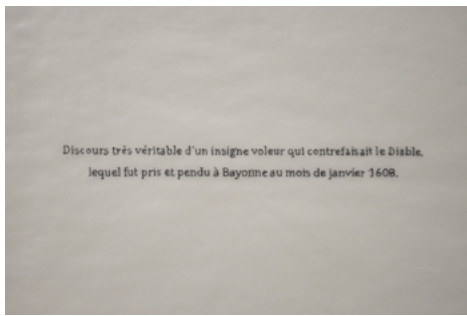 Discours très véritable d'un insigne voleur qui contrefaisait le Diable,
lequel fut pris et pendu à Bayonne au mois de janvier 1608.